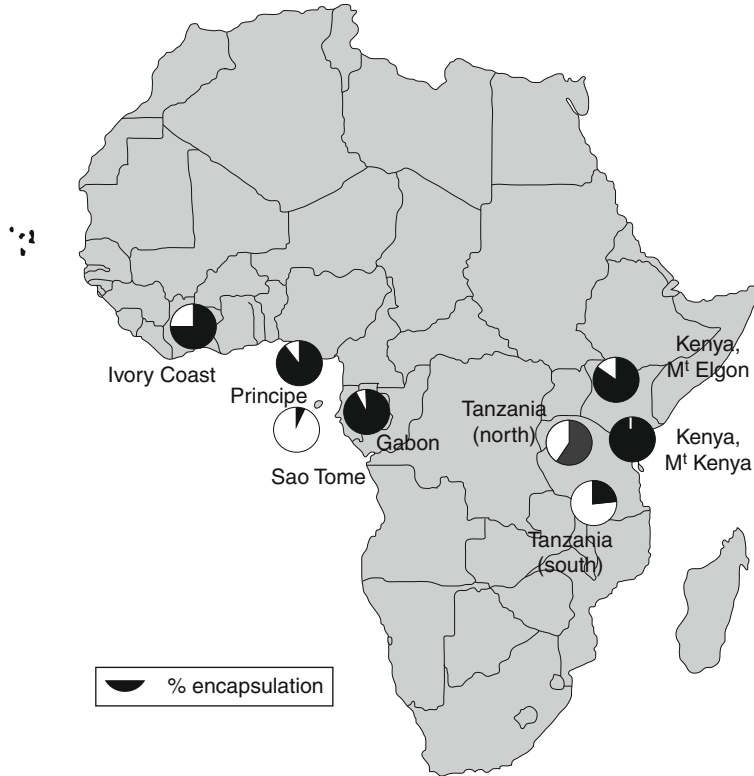 Ivory Coast
Principe
Sao Tome
Gabon
Kenya,
Mt Elgon
Tanzania
(north)
Kenya,
Mt Kenya
Tanzania
(south)
% encapsulation